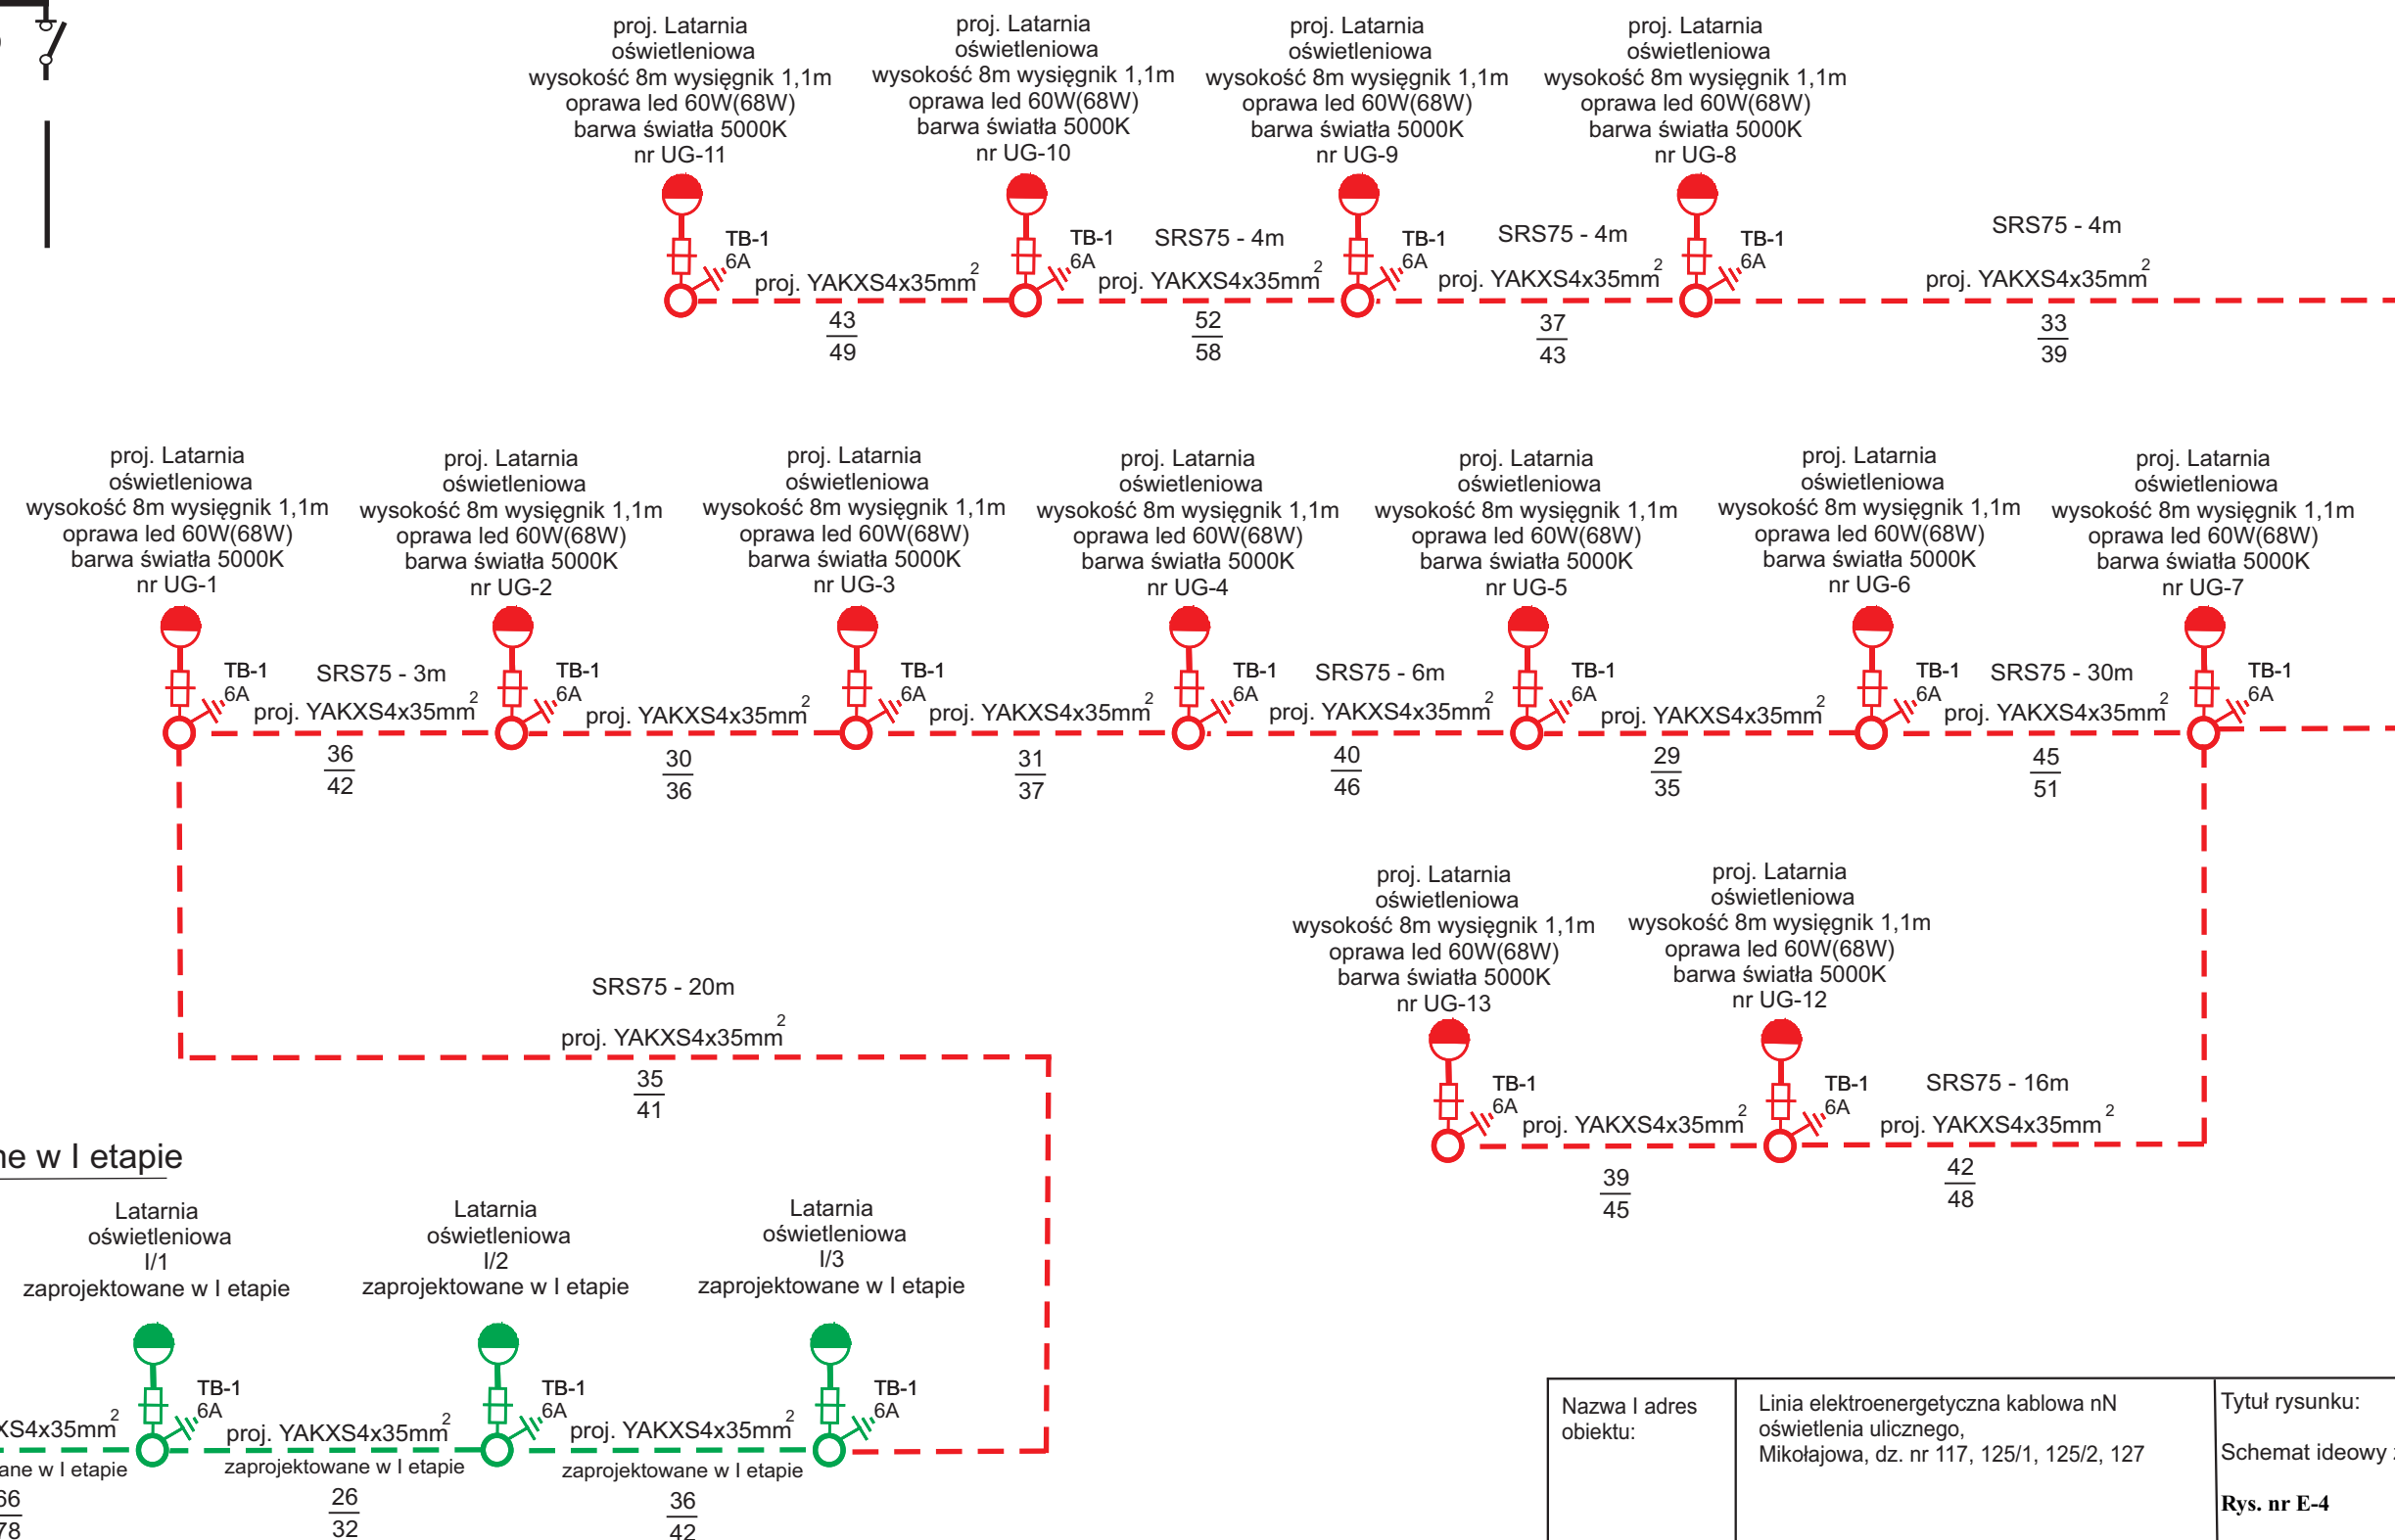 proj. Latarnia
oświetleniowa
wysokość 8m wysięgnik 1,1m
oprawa led 60W(68W)
barwa światła 5000K
nr UG-11
proj. Latarnia
oświetleniowa
wysokość 8m wysięgnik 1,1m
oprawa led 60W(68W)
barwa światła 5000K
nr UG-10
proj. Latarnia
oświetleniowa
wysokość 8m wysięgnik 1,1m
oprawa led 60W(68W)
barwa światła 5000K
nr UG-9
proj. Latarnia
oświetleniowa
wysokość 8m wysięgnik 1,1m
oprawa led 60W(68W)
barwa światła 5000K
nr UG-8
TB-1
6A
proj. YAKXS4x35mm²
43
49
TB-1
6A
SRS75 - 4m
proj. YAKXS4x35mm²
52
58
TB-1
6A
SRS75 - 4m
proj. YAKXS4x35mm²
37
43
TB-1
6A
SRS75 - 4m
proj. YAKXS4x35mm²
33
39
proj. Latarnia
oświetleniowa
wysokość 8m wysięgnik 1,1m
oprawa led 60W(68W)
barwa światła 5000K
nr UG-1
proj. Latarnia
oświetleniowa
wysokość 8m wysięgnik 1,1m
oprawa led 60W(68W)
barwa światła 5000K
nr UG-2
proj. Latarnia
oświetleniowa
wysokość 8m wysięgnik 1,1m
oprawa led 60W(68W)
barwa światła 5000K
nr UG-3
proj. Latarnia
oświetleniowa
wysokość 8m wysięgnik 1,1m
oprawa led 60W(68W)
barwa światła 5000K
nr UG-4
proj. Latarnia
oświetleniowa
wysokość 8m wysięgnik 1,1m
oprawa led 60W(68W)
barwa światła 5000K
nr UG-5
proj. Latarnia
oświetleniowa
wysokość 8m wysięgnik 1,1m
oprawa led 60W(68W)
barwa światła 5000K
nr UG-6
proj. Latarnia
oświetleniowa
wysokość 8m wysięgnik 1,1m
oprawa led 60W(68W)
barwa światła 5000K
nr UG-7
TB-1
6A
SRS75 - 3m
proj. YAKXS4x35mm²
36
42
TB-1
6A
proj. YAKXS4x35mm²
30
36
TB-1
6A
proj. YAKXS4x35mm²
31
37
TB-1
6A
SRS75 - 6m
proj. YAKXS4x35mm²
40
46
TB-1
6A
proj. YAKXS4x35mm²
29
35
TB-1
6A
SRS75 - 30m
proj. YAKXS4x35mm²
45
51
TB-1
6A
proj. Latarnia
oświetleniowa
wysokość 8m wysięgnik 1,1m
oprawa led 60W(68W)
barwa światła 5000K
nr UG-13
proj. Latarnia
oświetleniowa
wysokość 8m wysięgnik 1,1m
oprawa led 60W(68W)
barwa światła 5000K
nr UG-12
SRS75 - 20m
proj. YAKXS4x35mm²
35
41
TB-1
6A
proj. YAKXS4x35mm²
39
45
TB-1
6A
SRS75 - 16m
proj. YAKXS4x35mm²
42
48
ne w I etapie
Latarnia
oświetleniowa
I/1
zaprojektowane w I etapie
Latarnia
oświetleniowa
I/2
zaprojektowane w I etapie
Latarnia
oświetleniowa
I/3
zaprojektowane w I etapie
XS4x35mm²
ane w I etapie
66
78
TB-1
6A
proj. YAKXS4x35mm²
zaprojektowane w I etapie
26
32
TB-1
6A
proj. YAKXS4x35mm²
zaprojektowane w I etapie
36
42
TB-1
6A
Nazwa I adres
obiektu:
Linia elektroenergetyczna kablowa nN
oświetlenia ulicznego,
Mikołajowa, dz. nr 117, 125/1, 125/2, 127
Tytuł rysunku:
Schemat ideowy
Rys. nr E-4